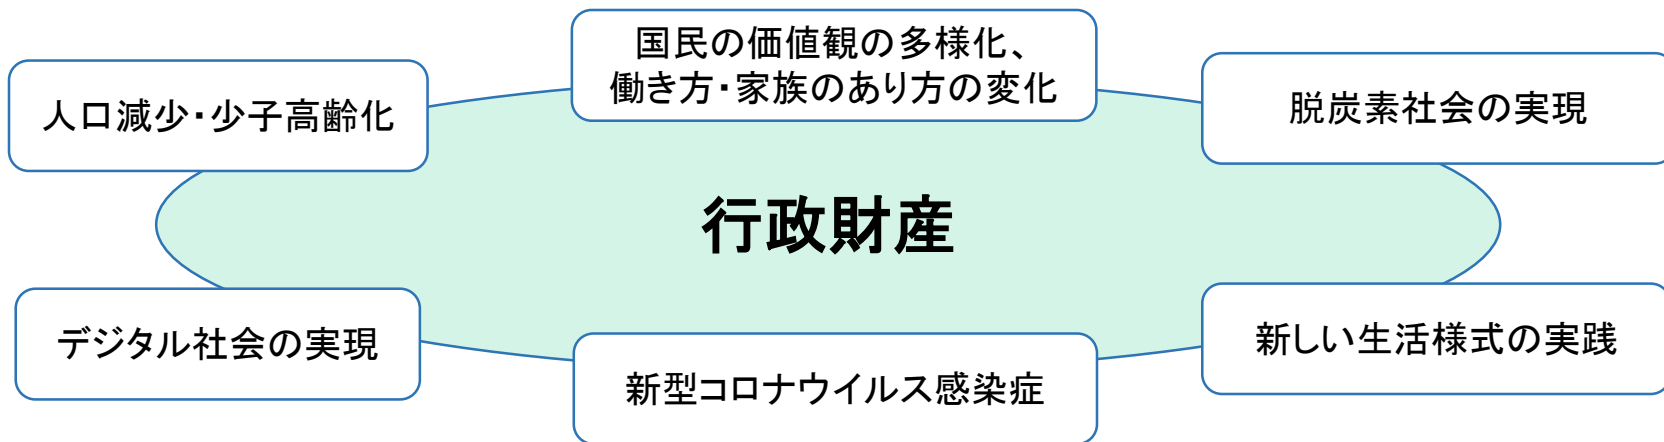 国民の価値観の多様化、
働き方・家族のあり方の変化
人口減少・少子高齢化
脱炭素社会の実現
行政財産
デジタル社会の実現
新しい生活様式の実践
新型コロナウイルス感染症